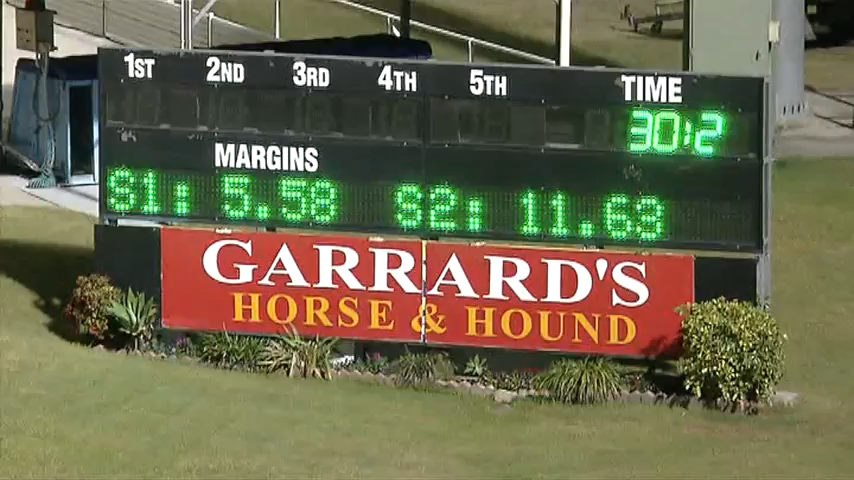 1ST 2ND 3RD 4TH 5TH TIME
30:2
MARGINS
S1: 5.58 S2: 11.63
GARRARD'S
HORSE & HOUND